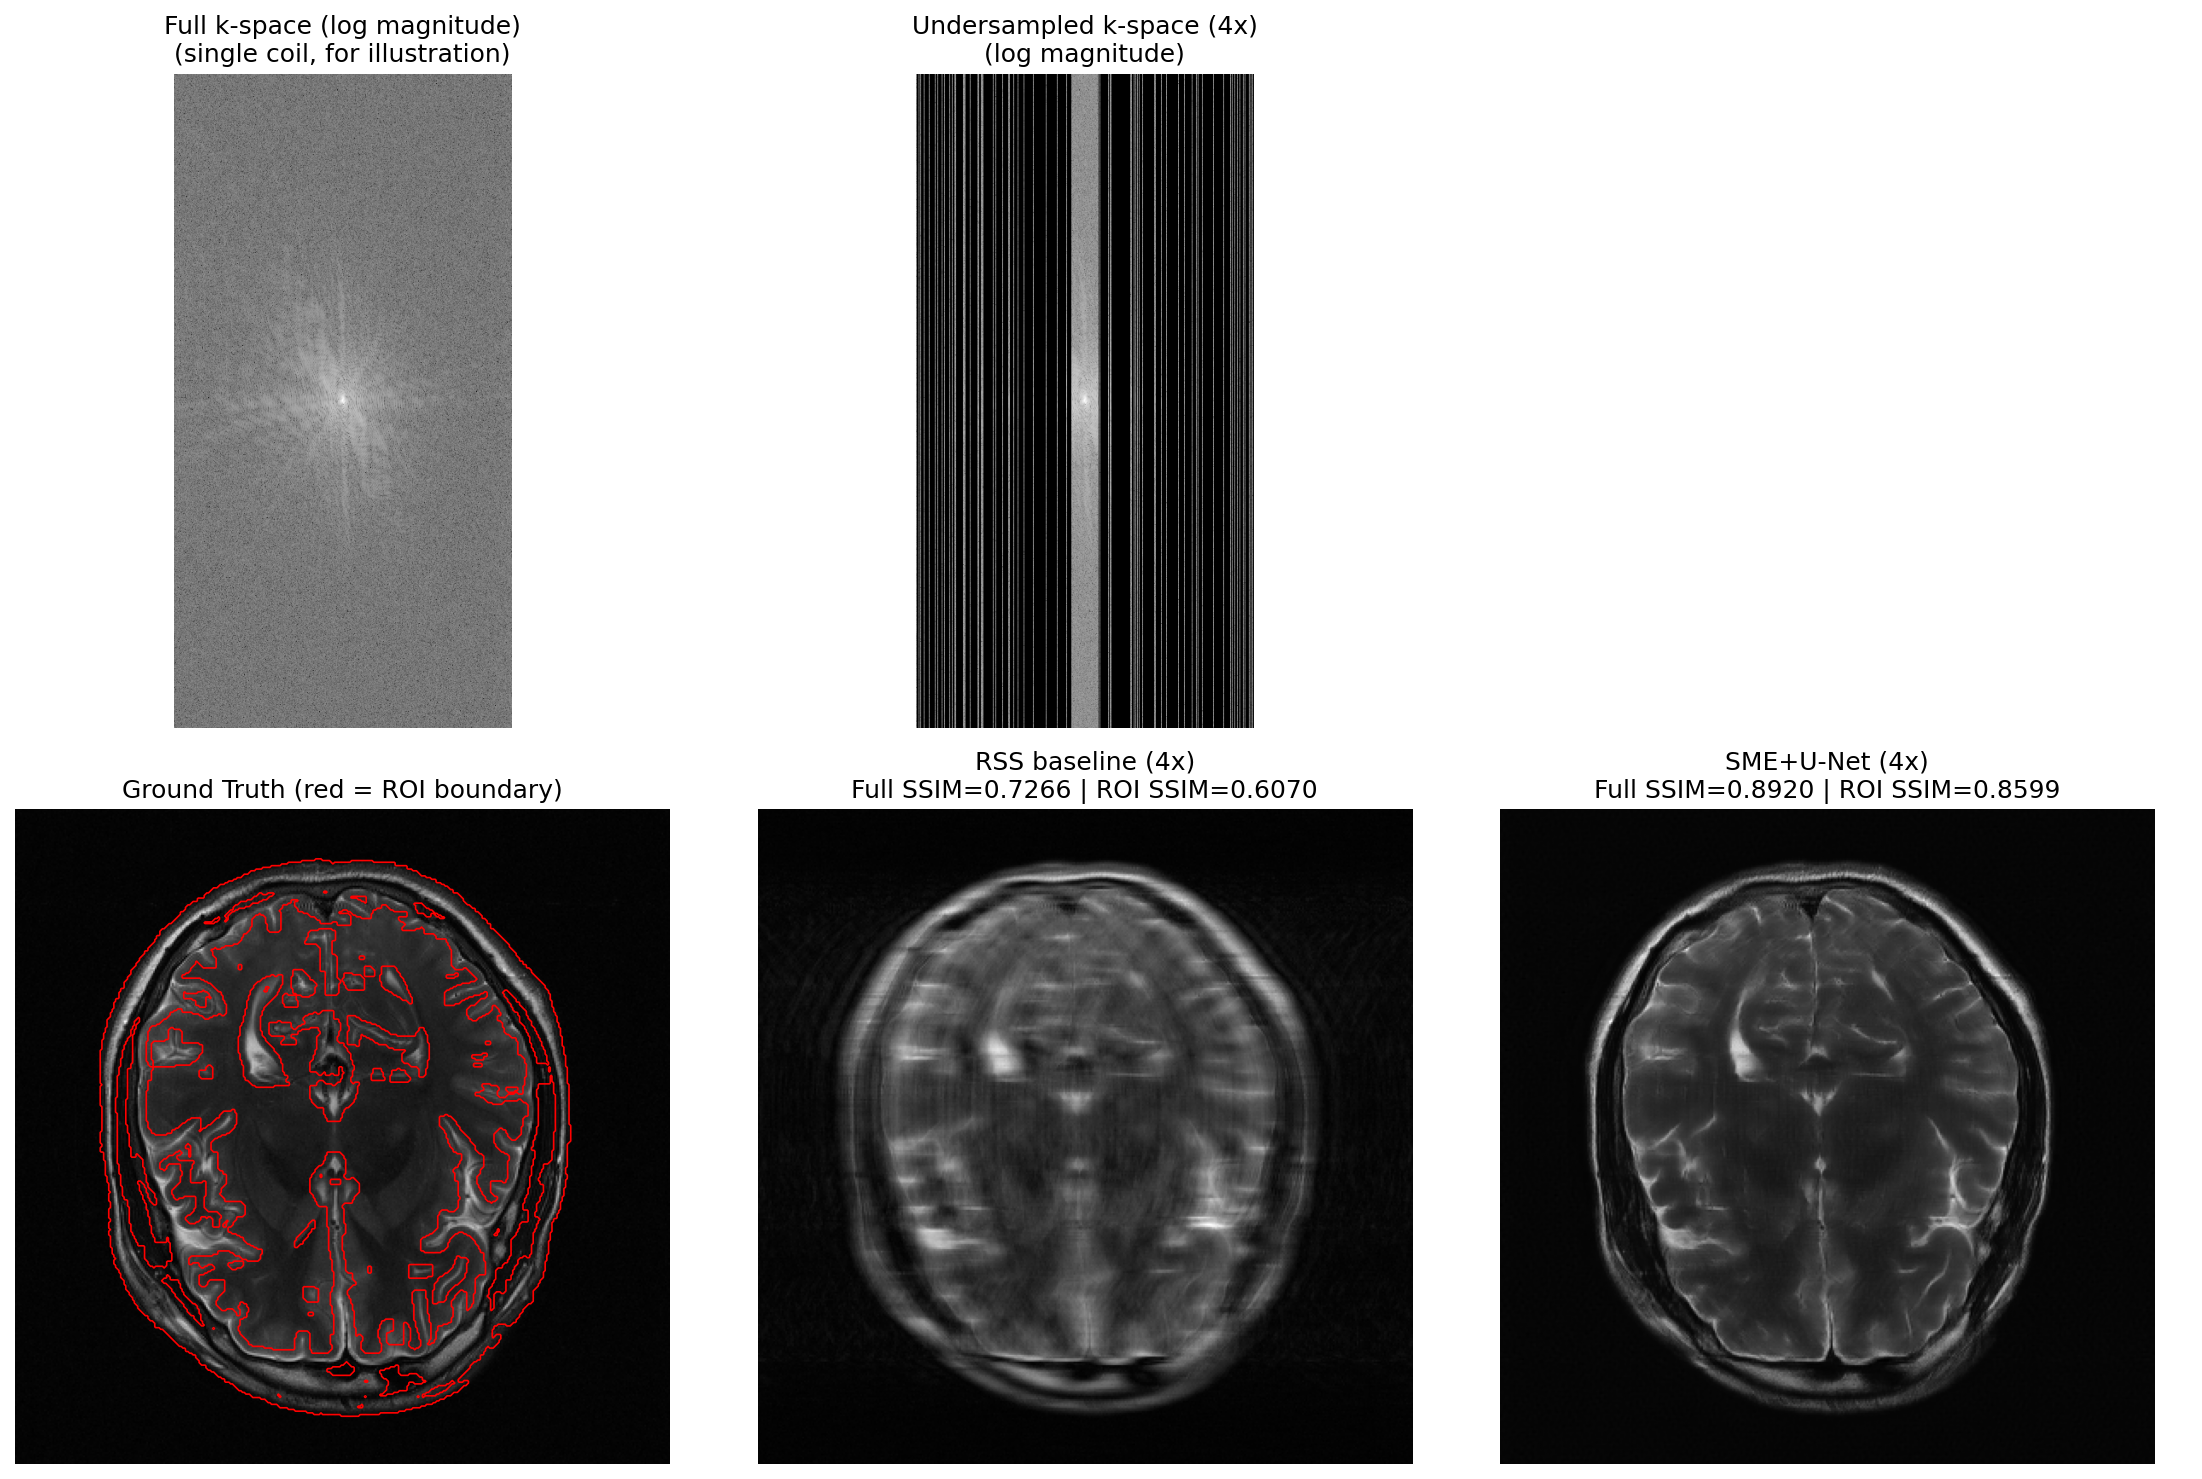 Full k-space (log magnitude)
(single coil, for illustration)
Undersampled k-space (4x)
(log magnitude)
Ground Truth (red = ROI boundary)
RSS baseline (4x)
Full SSIM=0.7266 | ROI SSIM=0.6070
SME+U-Net (4x)
Full SSIM=0.8920 | ROI SSIM=0.8599